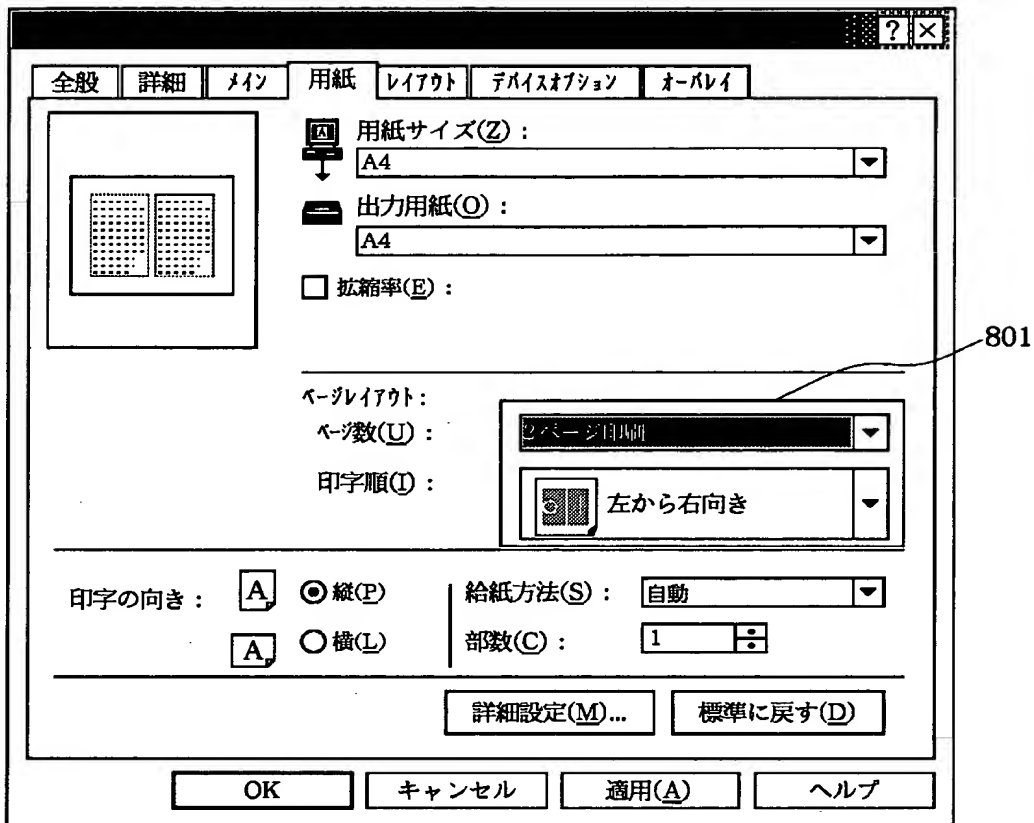 ?
全般 詳細 メイン 用紙 レイアウト デバイスオプション オーバレイ
A 用紙サイズ(Z):
A4
出力用紙(O):
A4
拡縮率(E):
801
ページレイアウト:
ページ数(U): 2ページ印刷
印字順(I): 左から右向き
印字の向き: A 縦(P) 給紙方法(S): 自動
A 横(L) 部数(C): 1
詳細設定(M)... 標準に戻す(D)
OK キャンセル 適用(A) ヘルプ